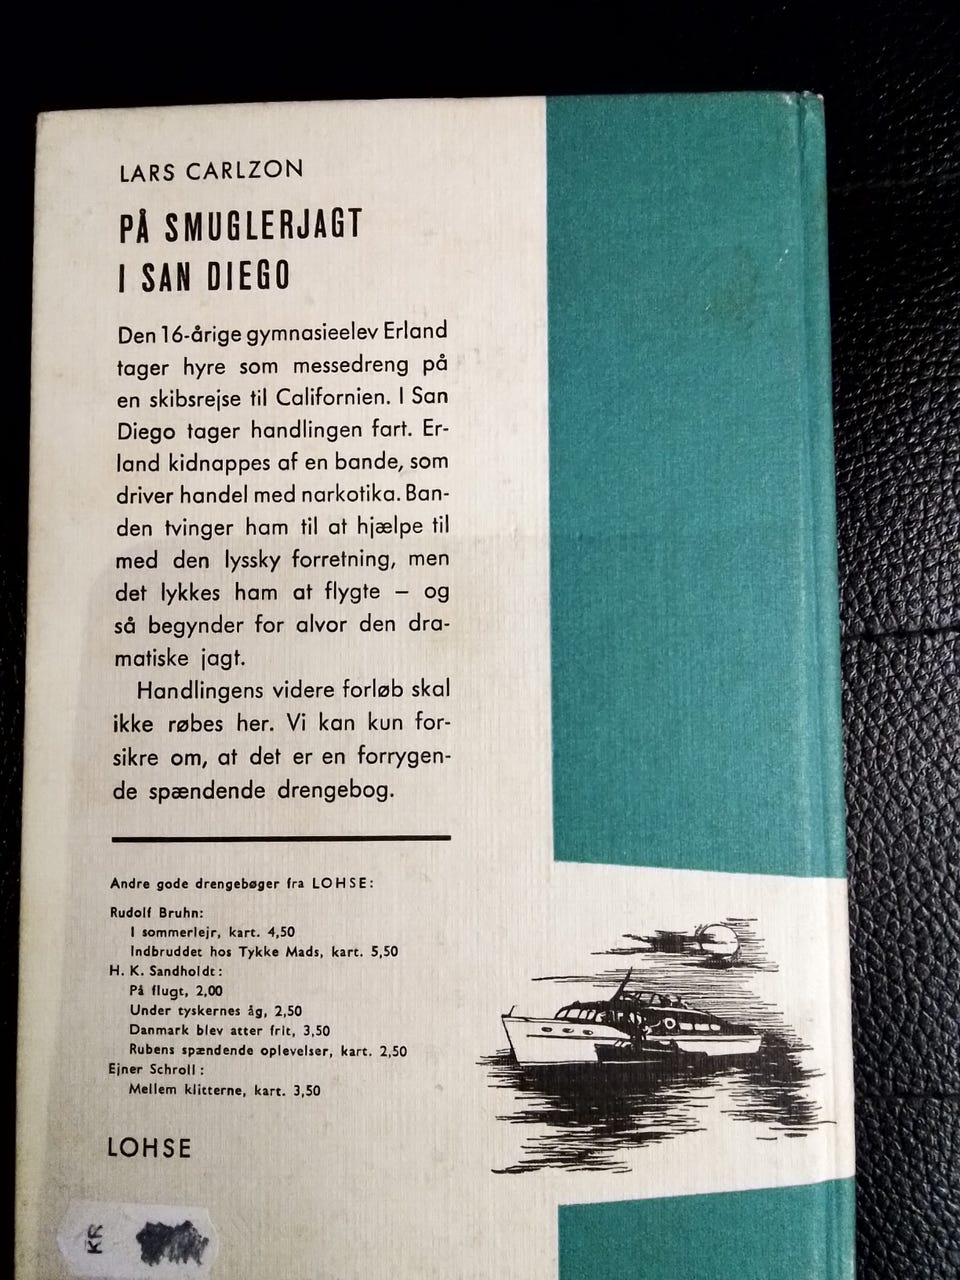 LARS CARLZON
PÅ SMUGLERJAGT
I SAN DIEGO
Den 16-årige gymnasieelev Erland
tager hyre som messedreng på
en skibsrejse til Californien. I San
Diego tager handlingen fart. Er-
land kidnappes af en bande, som
driver handel med narkotika. Ban-
den tvinger ham til at hjælpe til
med den lyssky forretning, men
det lykkes ham at flygte – og
så begynder for alvor den dra-
matiske jagt.
Handlingens videre forløb skal
ikke røbes her. Vi kan kun for-
sikre om, at det er en forrygen-
de spændende drengebog.
Andre gode drengebøger fra LOHSE:
Rudolf Bruhn:
I sommerlejr, kart. 4,50
Indbruddet hos Tykke Mads, kart. 5,50
H. K. Sandholdt:
På flugt, 2,00
Under tyskernes åg, 2,50
Danmark blev atter frit, 3,50
Rubens spændende oplevelser, kart. 2,50
Ejner Schroll:
Mellem klitterne, kart. 3,50
LOHSE
KR